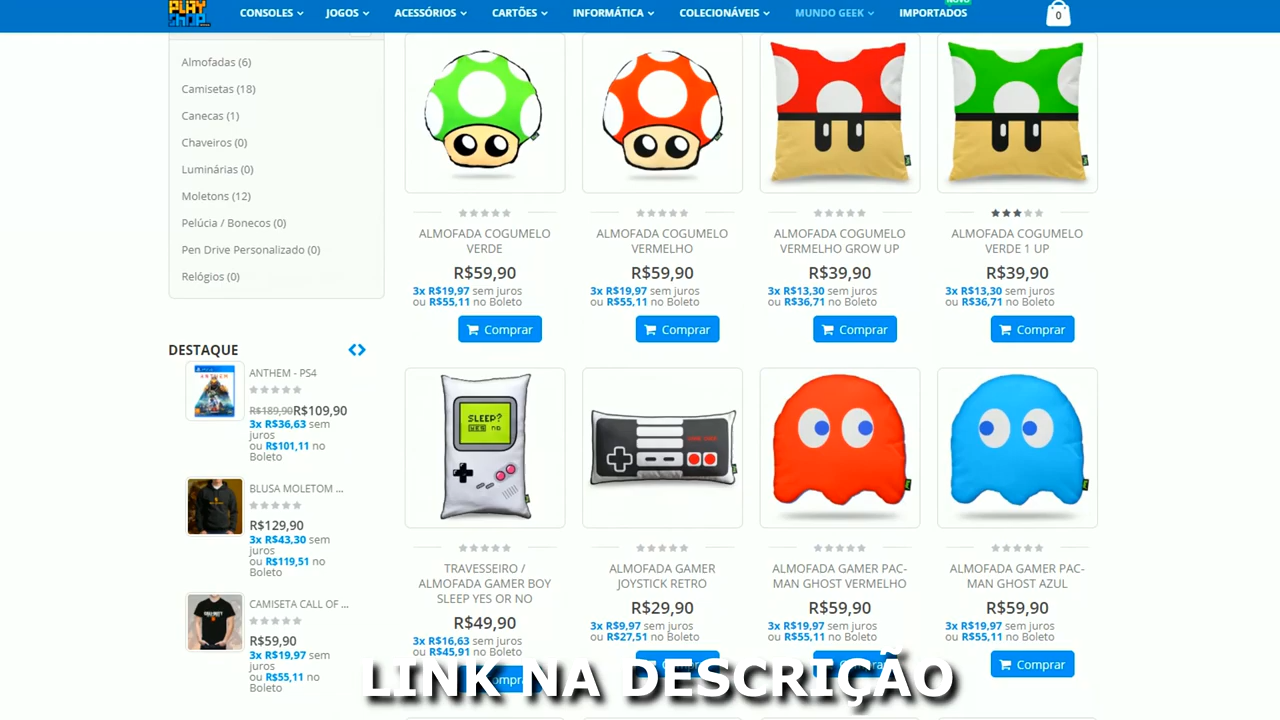 PLAY
SHOP
CONSOLES
JOGOS
ACESSÓRIOS
CARTÕES
INFORMÁTICA
COLECIONÁVEIS
MUNDO GEEK
IMPORTADOS
NOVO
0
Almofadas (6)
Camisetas (18)
Canecas (1)
Chaveiros (0)
Luminárias (0)
Moletons (12)
Pelúcia / Bonecos (0)
Pen Drive Personalizado (0)
Relógios (0)
DESTAQUE
ANTHEM - PS4
R$189,90R$109,90
3x R$36,63 sem
juros
ou R$101,11 no
Boleto
BLUSA MOLETOM ...
R$129,90
3x R$43,30 sem
juros
ou R$119,51 no
Boleto
CAMISETA CALL OF ...
R$59,90
3x R$19,97 sem
juros
ou R$55,11 no
Boleto
ALMOFADA COGUMELO
VERDE
R$59,90
3x R$19,97 sem juros
ou R$55,11 no Boleto
Comprar
ALMOFADA COGUMELO
VERMELHO
R$59,90
3x R$19,97 sem juros
ou R$55,11 no Boleto
Comprar
ALMOFADA COGUMELO
VERMELHO GROW UP
R$39,90
3x R$13,30 sem juros
ou R$36,71 no Boleto
Comprar
ALMOFADA COGUMELO
VERDE 1 UP
R$39,90
3x R$13,30 sem juros
ou R$36,71 no Boleto
Comprar
SLEEP?
YES no
TRAVESSEIRO /
ALMOFADA GAMER BOY
SLEEP YES OR NO
R$49,90
3x R$16,63 sem juros
ou R$45,91 no Boleto
Comprar
ALMOFADA GAMER
JOYSTICK RETRO
R$29,90
3x R$9,97 sem juros
ou R$27,51 no Boleto
ALMOFADA GAMER PAC-
MAN GHOST VERMELHO
R$59,90
3x R$19,97 sem juros
ou R$55,11 no Boleto
Comprar
ALMOFADA GAMER PAC-
MAN GHOST AZUL
R$59,90
3x R$19,97 sem juros
ou R$55,11 no Boleto
Comprar
LINK NA DESCRIÇÃO